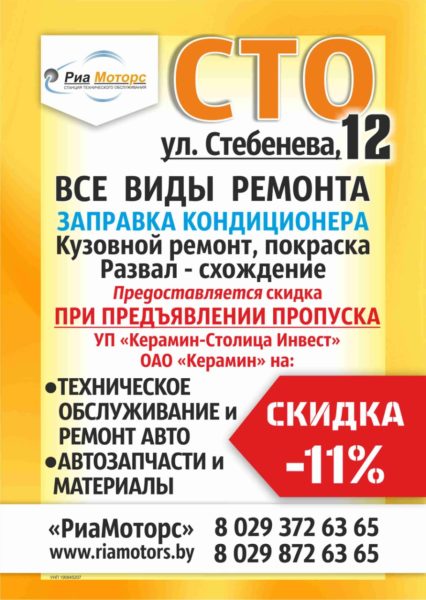 Риа Моторс
СТАНЦИЯ ТЕХНИЧЕСКОГО ОБСЛУЖИВАНИЯ
СТО
ул. Стебенева, 12
ВСЕ ВИДЫ РЕМОНТА
ЗАПРАВКА КОНДИЦИОНЕРА
Кузовной ремонт, покраска
Развал - схождение
Предоставляется скидка
ПРИ ПРЕДЪЯВЛЕНИИ ПРОПУСКА
УП «Керамин-Столица Инвест»
ОАО «Керамин» на:
•ТЕХНИЧЕСКОЕ
ОБСЛУЖИВАНИЕ и
РЕМОНТ АВТО
•АВТОЗАПЧАСТИ и
МАТЕРИАЛЫ
СКИДКА
-11%
«РиаМоторс» 8 029 372 63 65
www.riamotors.by 8 029 872 63 65